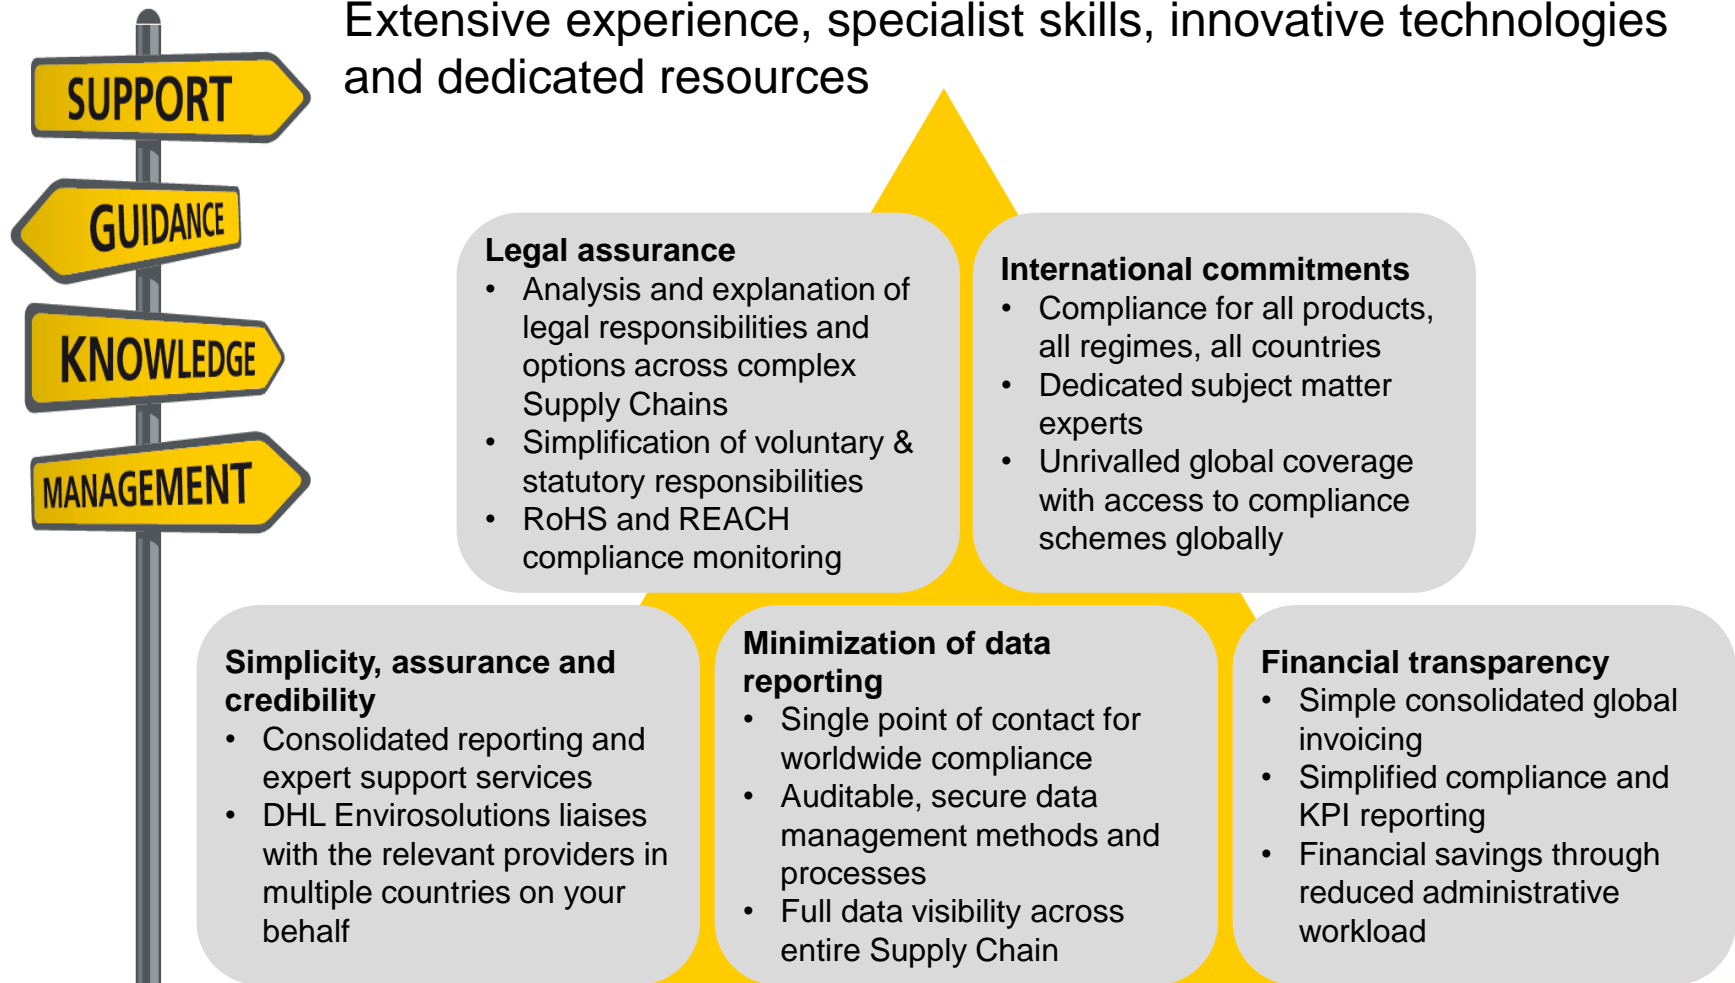 Extensive experience, specialist skills, innovative technologies
and dedicated resources
SUPPORT
GUIDANCE
KNOWLEDGE
MANAGEMENT
Legal assurance
• Analysis and explanation of
legal responsibilities and
options across complex
Supply Chains
• Simplification of voluntary &
statutory responsibilities
• RoHS and REACH
compliance monitoring
International commitments
• Compliance for all products,
all regimes, all countries
• Dedicated subject matter
experts
• Unrivalled global coverage
with access to compliance
schemes globally
Simplicity, assurance and
credibility
• Consolidated reporting and
expert support services
• DHL Envirosolutions liaises
with the relevant providers in
multiple countries on your
behalf
Minimization of data
reporting
• Single point of contact for
worldwide compliance
• Auditable, secure data
management methods and
processes
• Full data visibility across
entire Supply Chain
Financial transparency
• Simple consolidated global
invoicing
• Simplified compliance and
KPI reporting
• Financial savings through
reduced administrative
workload